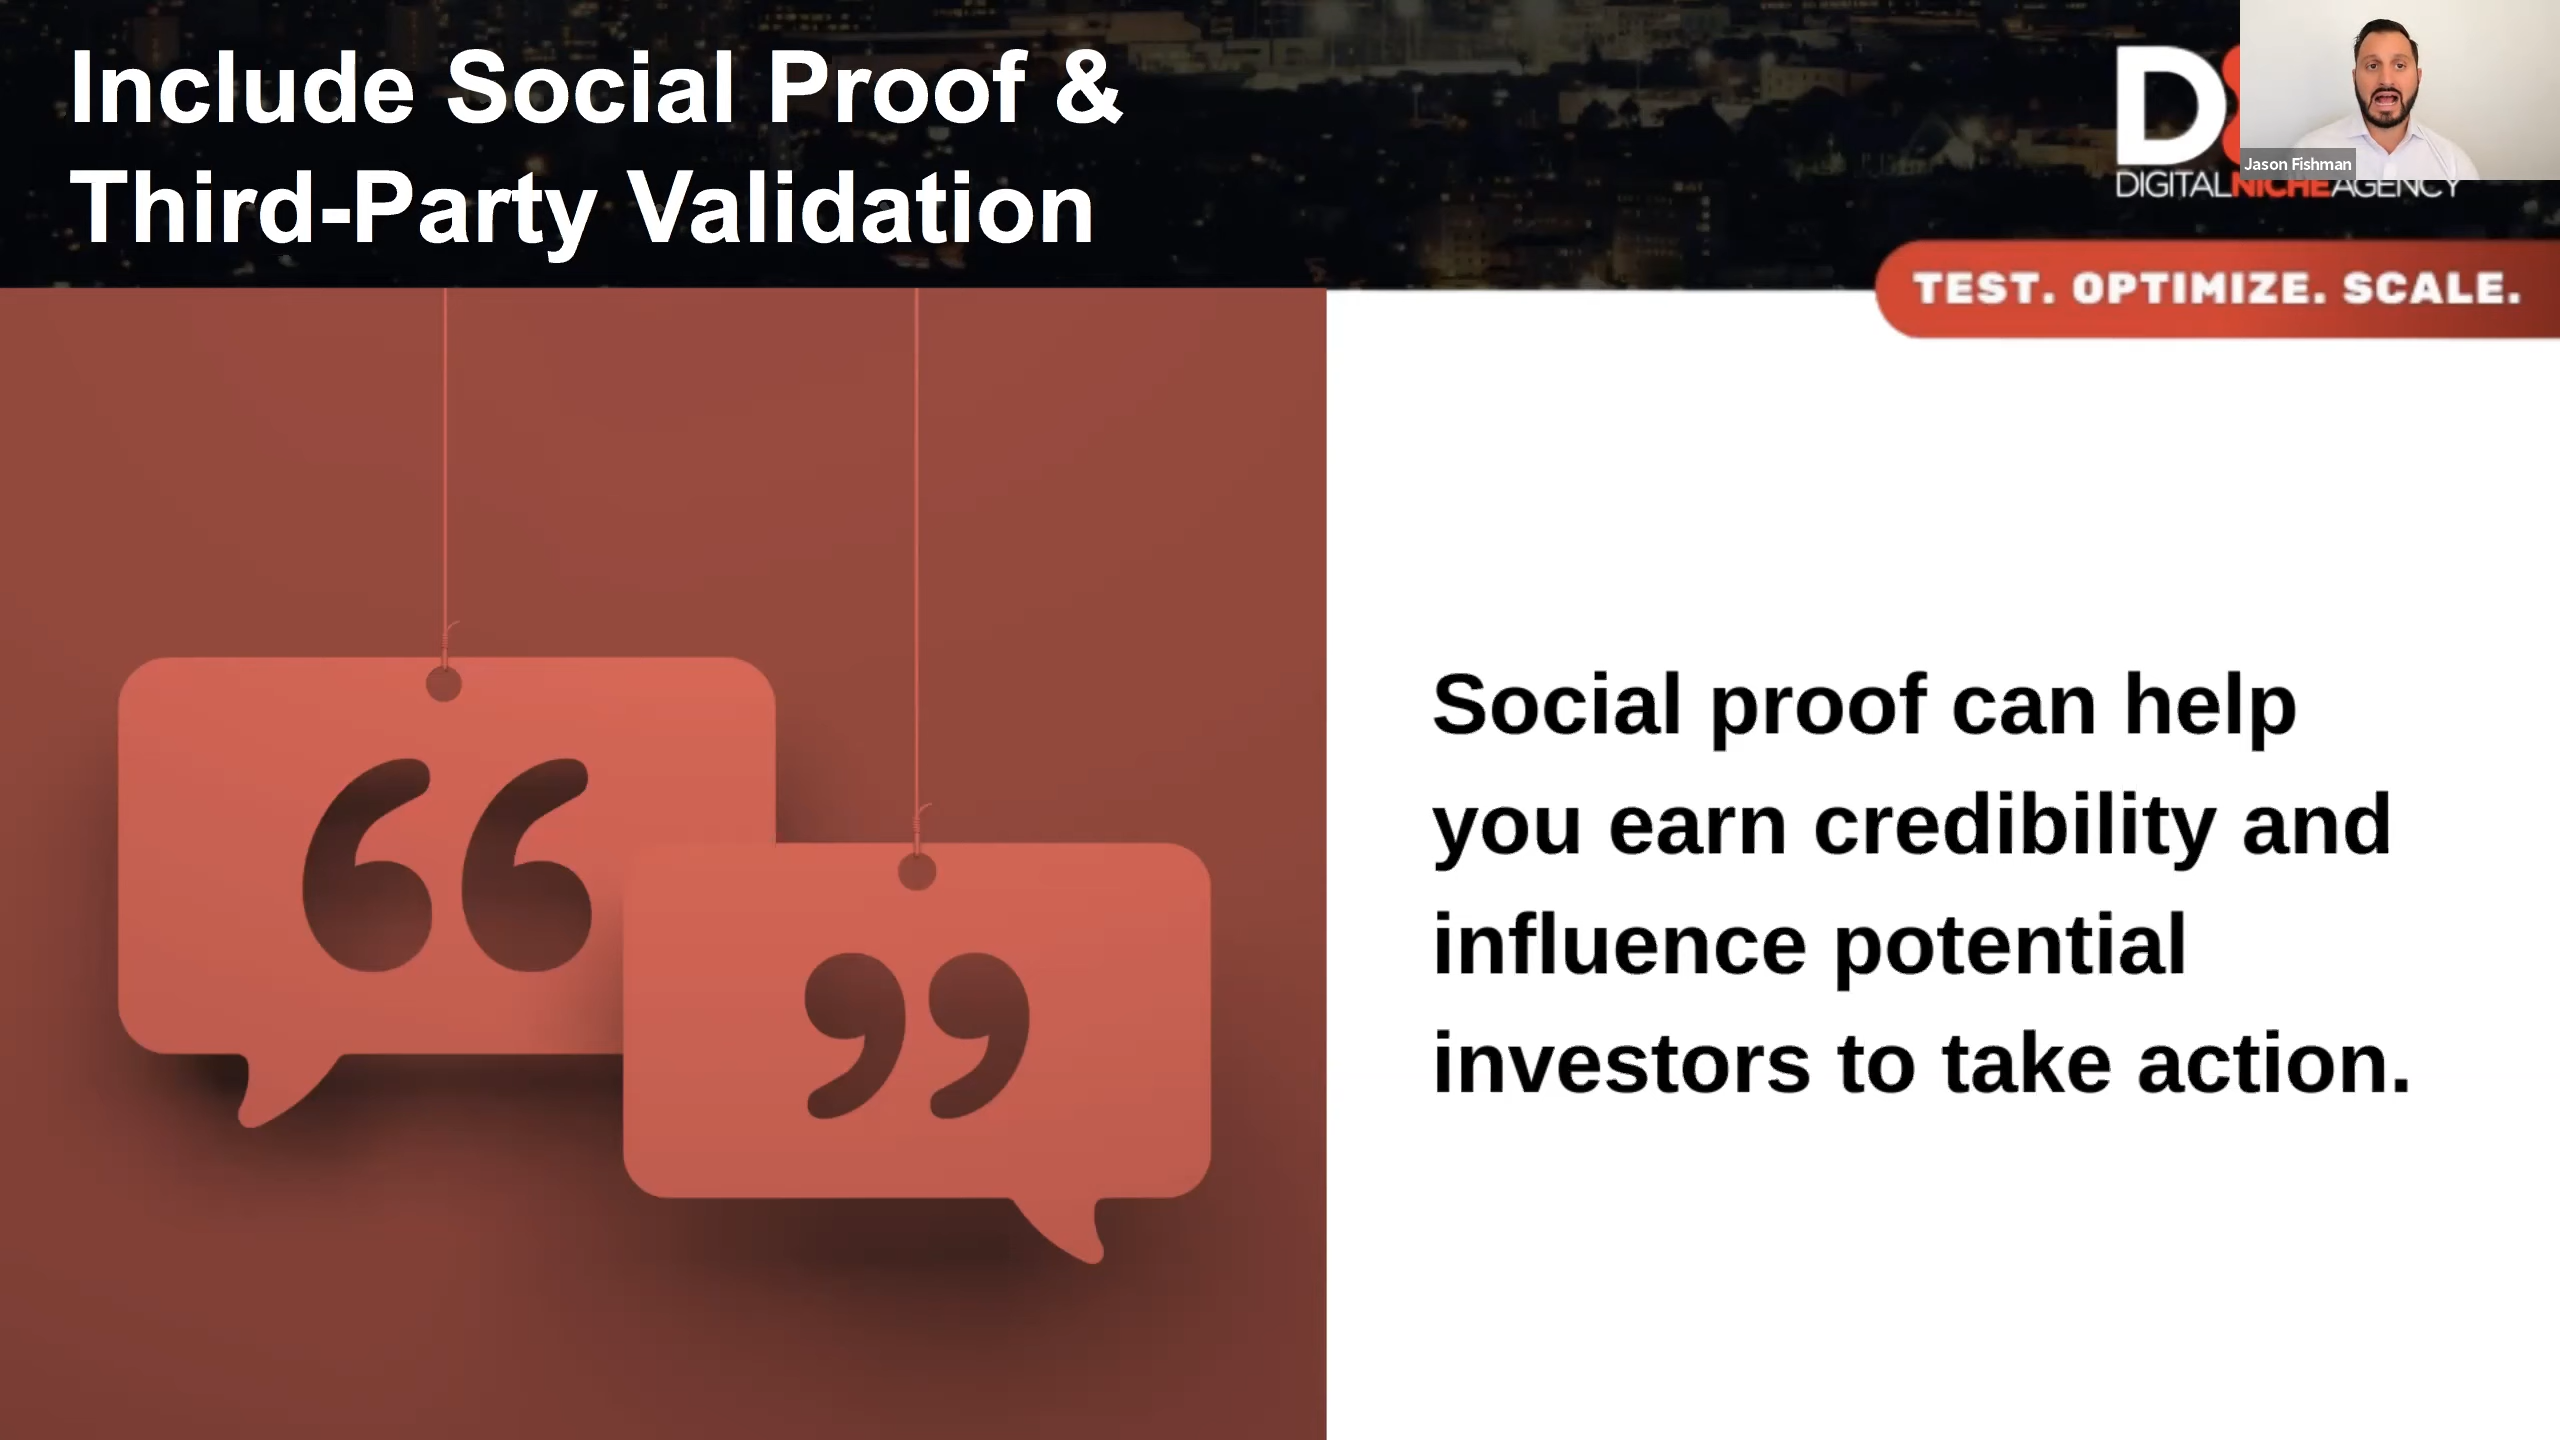 Include Social Proof &
Third-Party Validation
D
Jason Fishman
DIGITALNICHEAGENCY
TEST. OPTIMIZE. SCALE.
“
”
Social proof can help
you earn credibility and
influence potential
investors to take action.